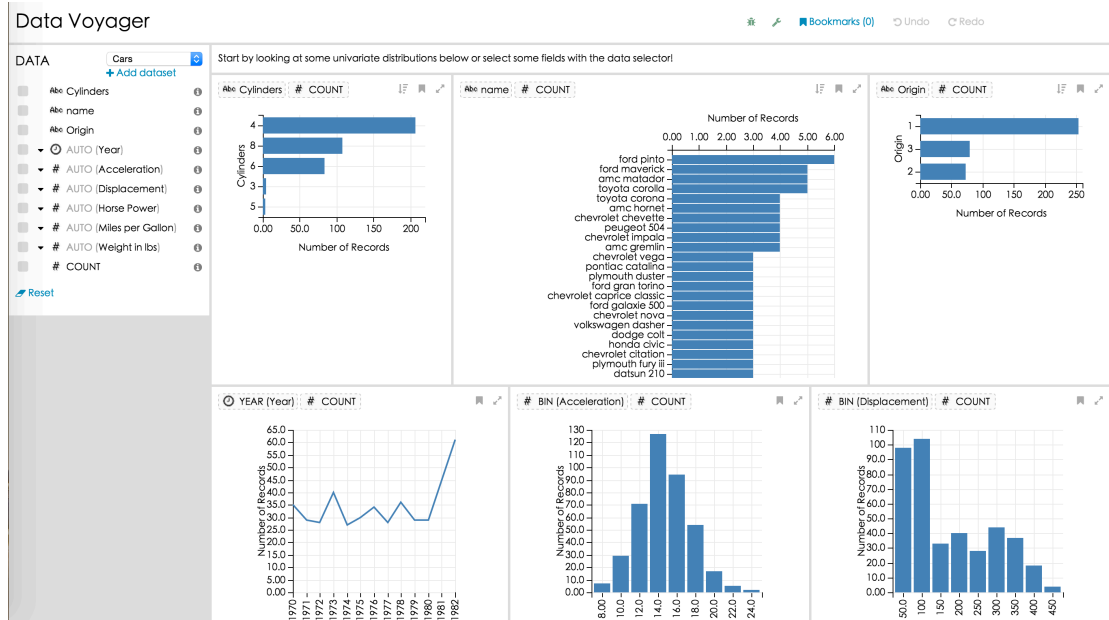 Data Voyager
Bookmarks (0) Undo Redo
DATA
Cars
+ Add dataset
Abc Cylinders
Abc name
Abc Origin
AUTO (Year)
# AUTO (Acceleration)
# AUTO (Displacement)
# AUTO (Horse Power)
# AUTO (Miles per Gallon)
# AUTO (Weight in lbs)
# COUNT
Reset
Start by looking at some univariate distributions below or select some fields with the data selector!
Abc Cylinders # COUNT
Cylinders
4
8
6
3
5
0.00 50.0 100 150 200
Number of Records
Abc name # COUNT
Number of Records
0.00 1.00 2.00 3.00 4.00 5.00 6.00
ford pinto
ford maverick
amc matador
toyota corolla
toyota corona
amc hornet
chevrolet chevette
peugeot 504
chevrolet impala
amc gremlin
chevrolet vega
pontiac catalina
plymouth duster
ford gran torino
chevrolet caprice classic
ford galaxie 500
chevrolet nova
volkswagen dasher
dodge colt
honda civic
chevrolet citation
plymouth fury iii
datsun 210
Abc Origin # COUNT
Origin
1
3
2
0.00 50.0 100 150 200 250
Number of Records
YEAR (Year) # COUNT
Number of Records
65.0
60.0
55.0
50.0
45.0
40.0
35.0
30.0
25.0
20.0
15.0
10.0
5.00
0.00
1970 1971 1972 1973 1974 1975 1976 1977 1978 1979 1980 1981 1982
# BIN (Acceleration) # COUNT
Number of Records
130
120
110
100
90.0
80.0
70.0
60.0
50.0
40.0
30.0
20.0
10.0
0.00
8.00 10.0 12.0 14.0 16.0 18.0 20.0 22.0 24.0
# BIN (Displacement) # COUNT
Number of Records
110
100
90.0
80.0
70.0
60.0
50.0
40.0
30.0
20.0
10.0
0.00
50.0 100 150 200 250 300 350 400 450